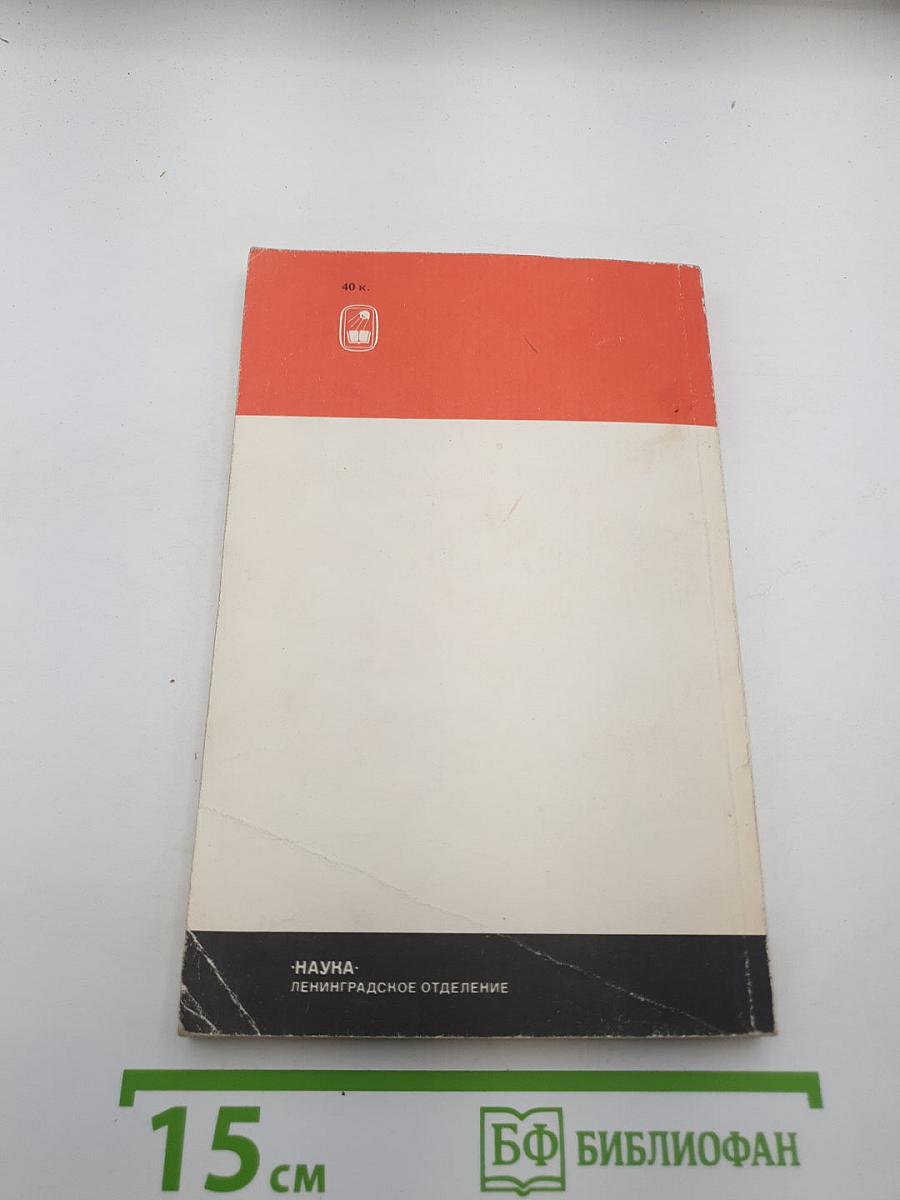 40 к.
·НАУКА·
ЛЕНИНГРАДСКОЕ ОТДЕЛЕНИЕ
15 см
БФ БИБЛИОФАН